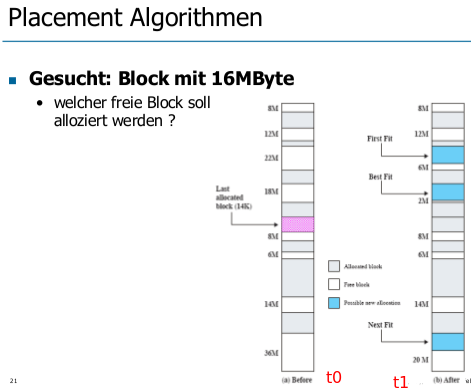 Placement Algorithmen
Gesucht: Block mit 16MByte
• welcher freie Block soll
alloziert werden ?
8M
12M
22M
18M
Last
allocated
block (14K)
8M
6M
14M
36M
(a) Before
t0
8M
12M
First Fit
6M
Best Fit
2M
8M
6M
Allocated block
Free block
Possible new allocation
14M
Next Fit
20 M
(b) After
t1
21